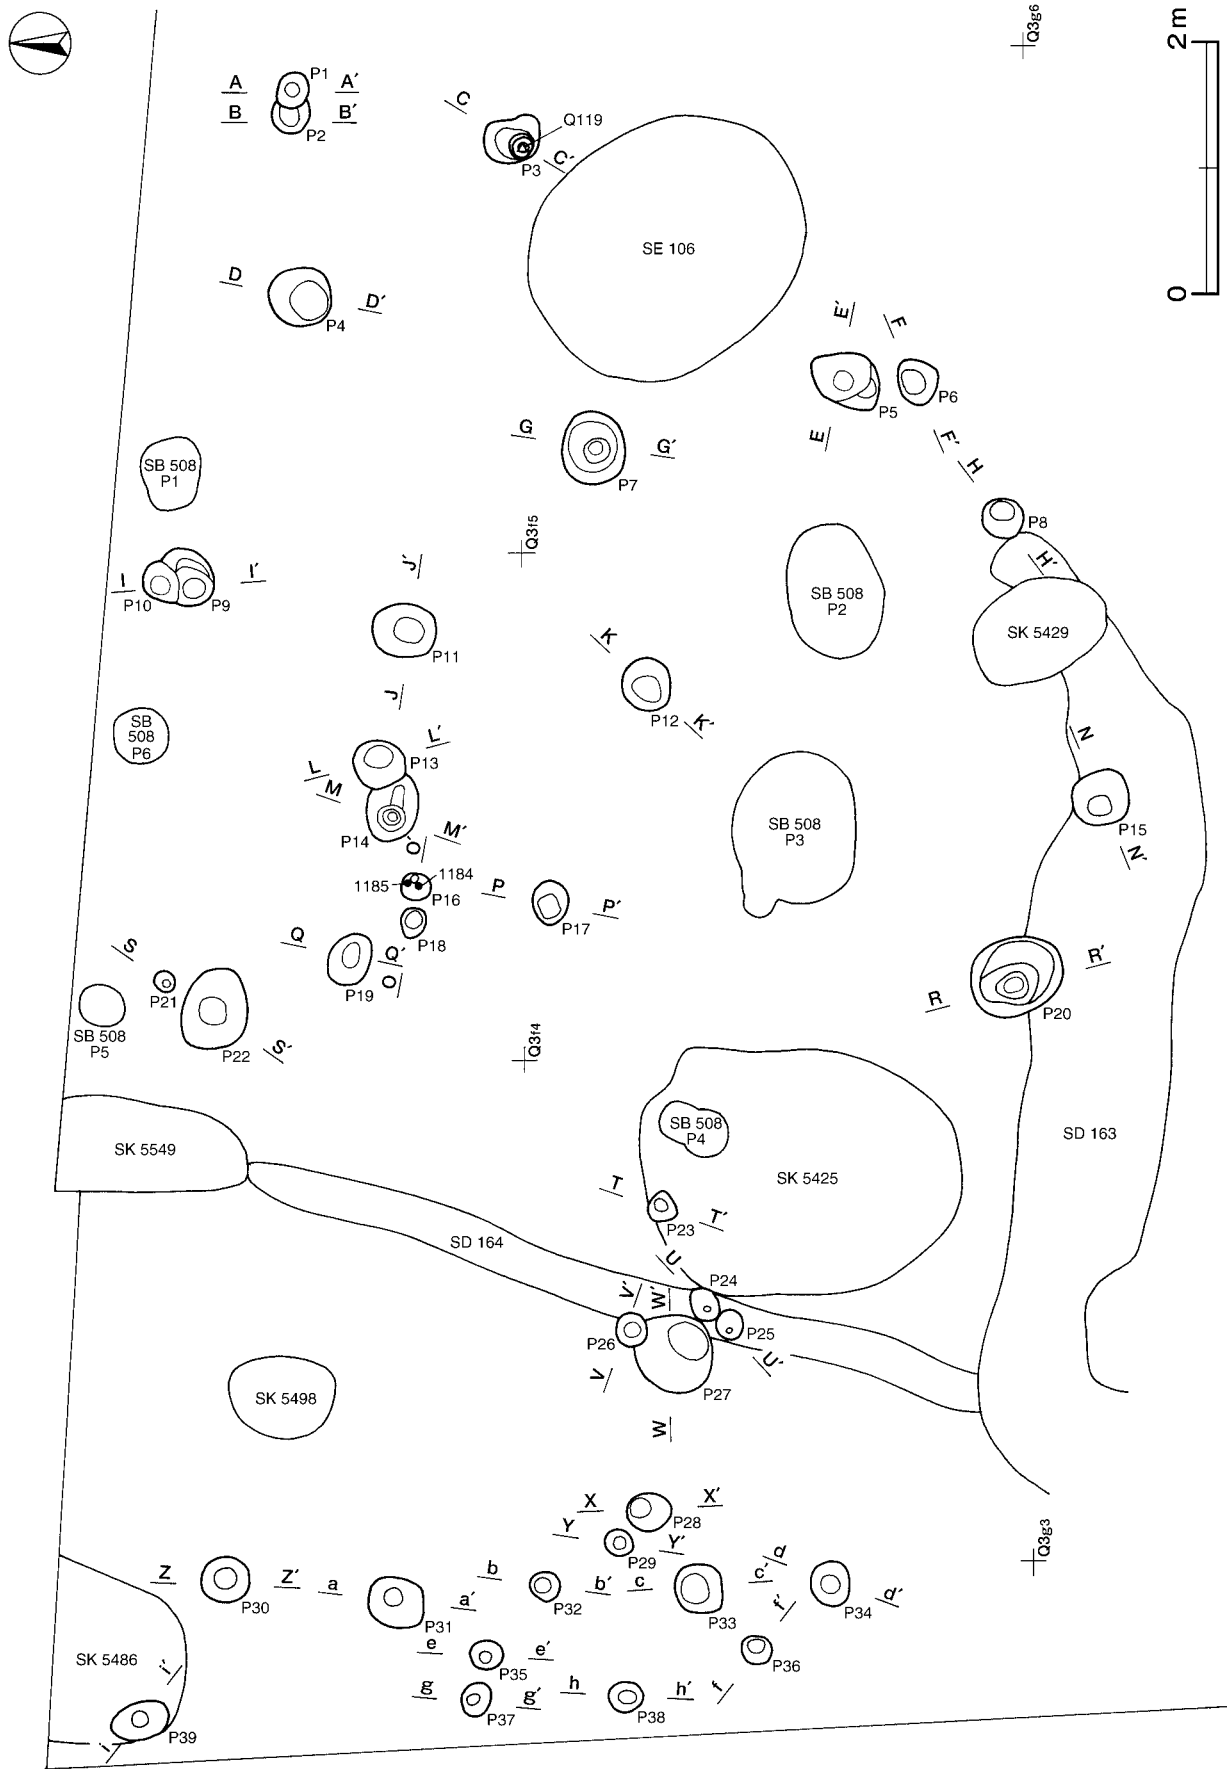 Q3g6
2 m
0
A
P1
A′
B
B′
P2
C
Q119
C′
P3
SE 106
D
D′
P4
E′
F
P6
P5
E
F′
G
G′
P7
H
SB 508
P1
P8
H′
Q3f5
J′
I
I′
P10
P9
SB 508
P2
SK 5429
K
P11
J
P12
K′
SB
508
P6
L′
P13
L
M
N
P14
M′
SB 508
P3
P15
N′
1185
1184
P16
P
P′
P17
P18
Q
Q′
P19
S
P21
R′
R
P20
SB 508
P5
P22
S′
Q3f4
SB 508
P4
SD 163
SK 5549
SK 5425
T
T′
P23
SD 164
U
P24
V′
W′
P26
P25
U′
V
P27
SK 5498
W
X
X′
P28
Y
Y′
P29
Q3g3
Z
Z′
P30
a
a′
P31
b
b′
P32
c
c′
P33
d
d′
P34
f′
e
e′
P35
P36
SK 5486
i′
g
g′
P37
h
h′
P38
f
P39
i